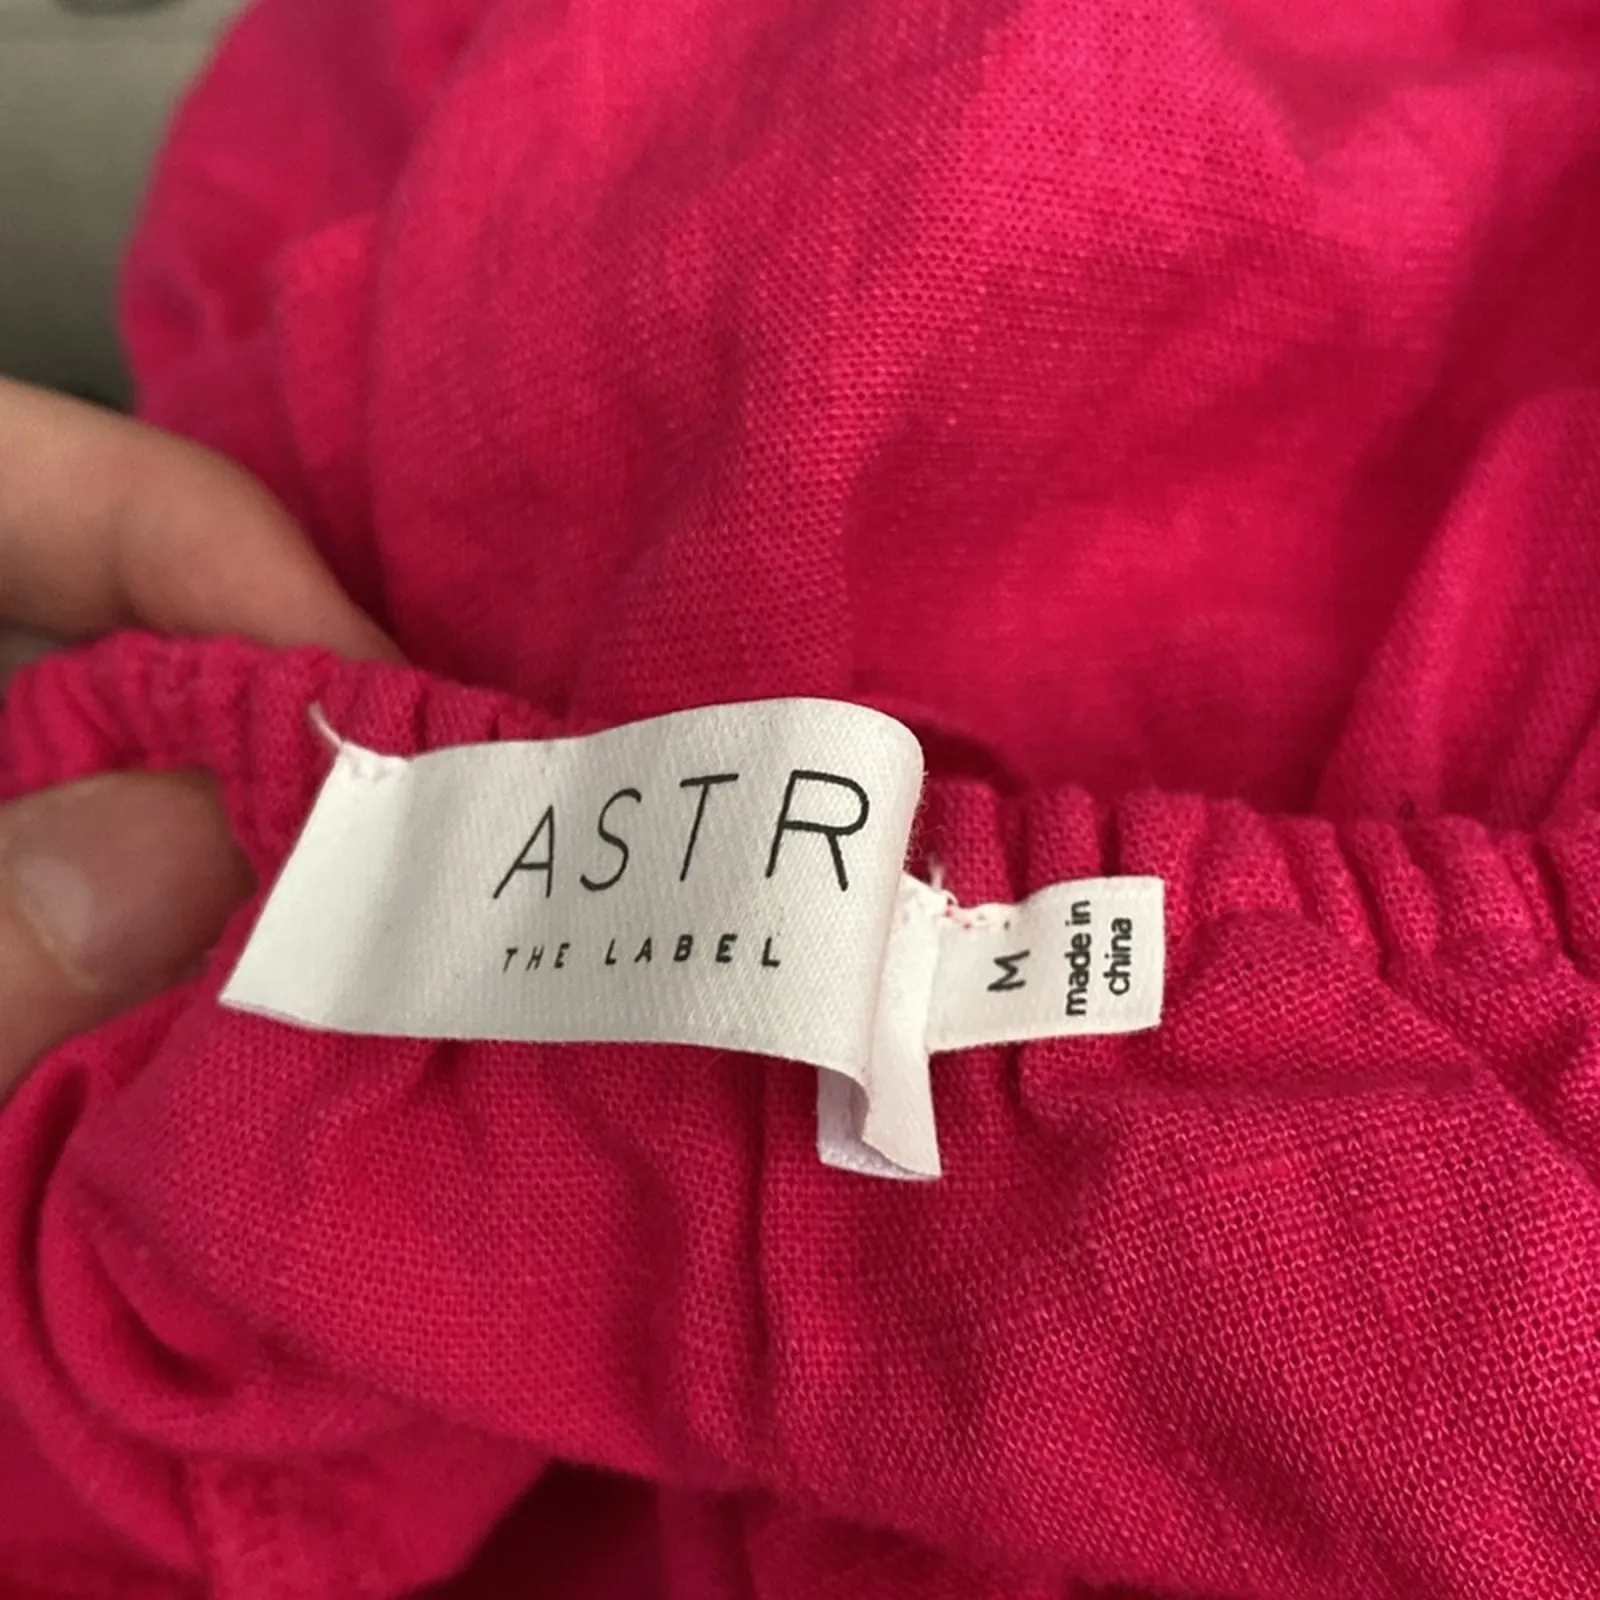 ASTR
THE LABEL
M
made in
china